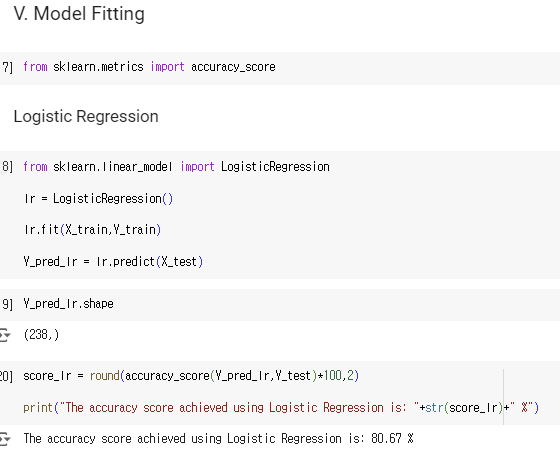 V. Model Fitting
7] from sklearn.metrics import accuracy_score
Logistic Regression
8] from sklearn.linear_model import LogisticRegression
lr = LogisticRegression()
lr.fit(X_train,Y_train)
Y_pred_lr = lr.predict(X_test)
9] Y_pred_lr.shape
(238,)
20] score_lr = round(accuracy_score(Y_pred_lr,Y_test)*100,2)
print("The accuracy score achieved using Logistic Regression is: "+str(score_lr)+" %")
The accuracy score achieved using Logistic Regression is: 80.67 %